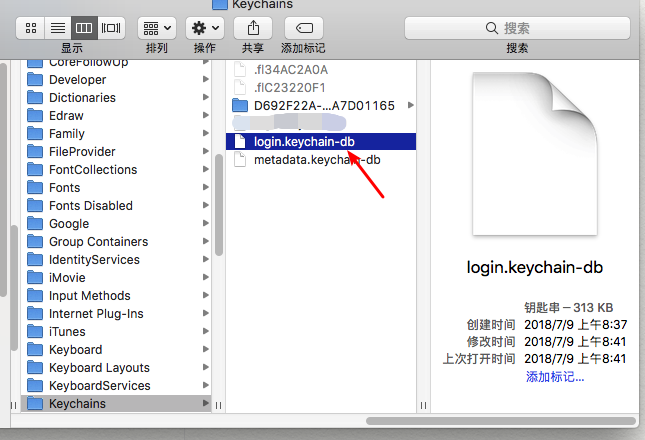 Keychains
搜索
显示
排列
操作
共享
添加标记
搜索
CoreFollowUp
Developer
Dictionaries
Edraw
Family
FileProvider
FontCollections
Fonts
Fonts Disabled
Google
Group Containers
IdentityServices
iMovie
Input Methods
Internet Plug-Ins
iTunes
Keyboard
Keyboard Layouts
KeyboardServices
Keychains
.fl34AC2A0A
.flC23220F1
D692F22A-...A7D01165
login.keychain-db
metadata.keychain-db
login.keychain-db
钥匙串－313 KB
创建时间 2018/7/9 上午8:37
修改时间 2018/7/9 上午8:41
上次打开时间 2018/7/9 上午8:41
添加标记...